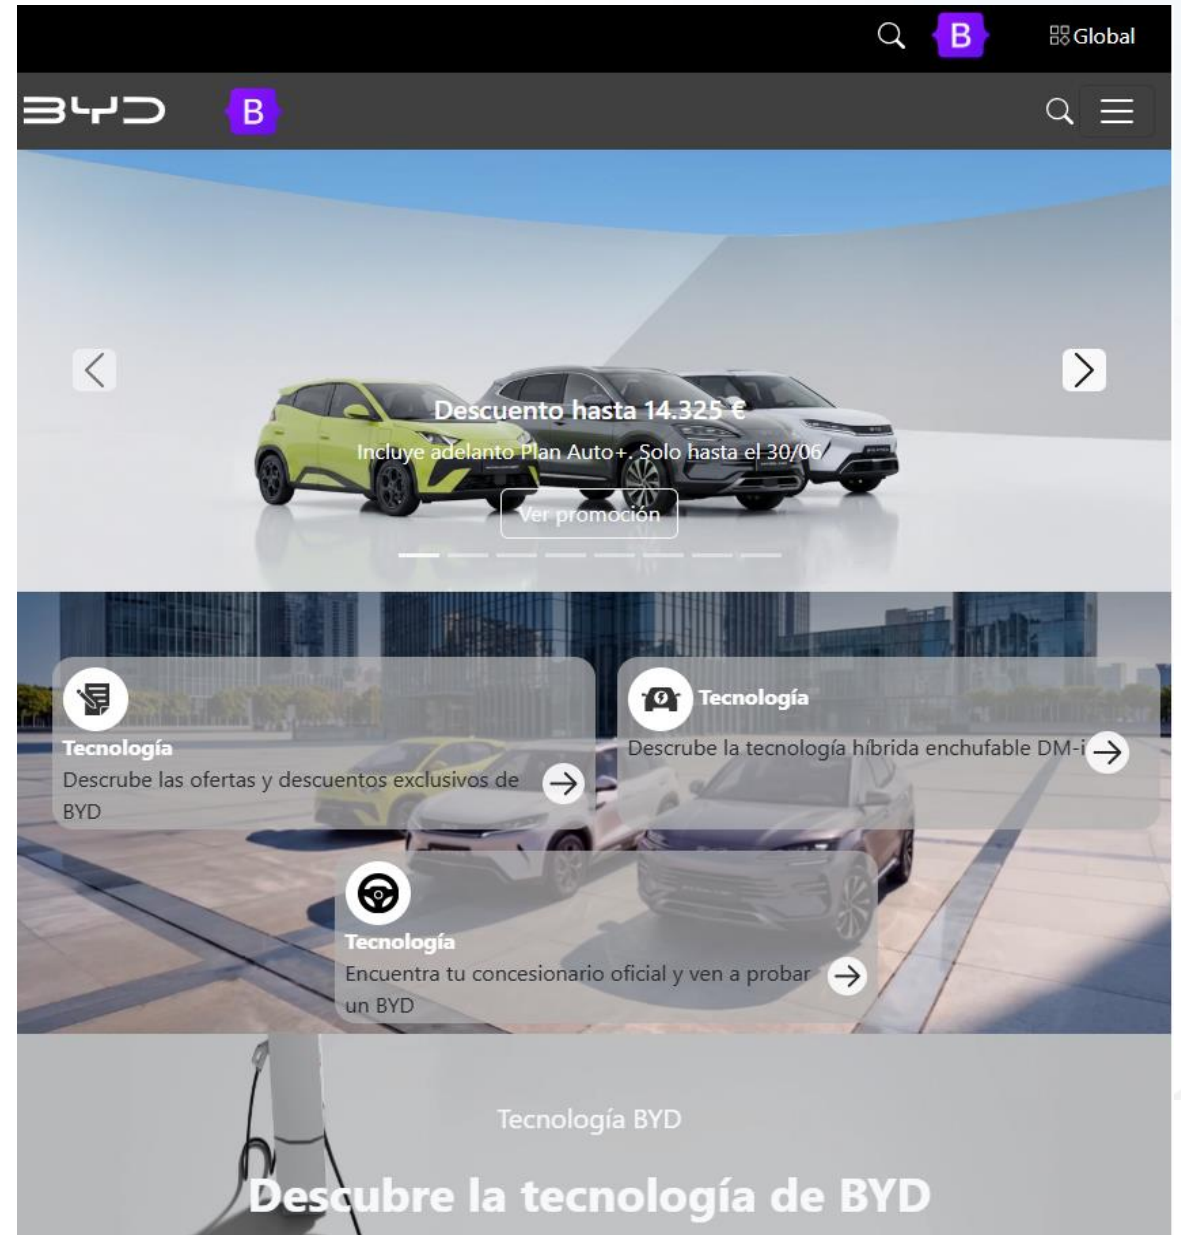 B
Global
BYD
B
Descuento hasta 14.325 €
Incluye adelanto Plan Auto+. Solo hasta el 30/06
Ver promoción
Tecnología
Descrube las ofertas y descuentos exclusivos de
BYD
Tecnología
Descrube la tecnología híbrida enchufable DM-i
Tecnología
Encuentra tu concesionario oficial y ven a probar
un BYD
Tecnología BYD
Descubre la tecnología de BYD